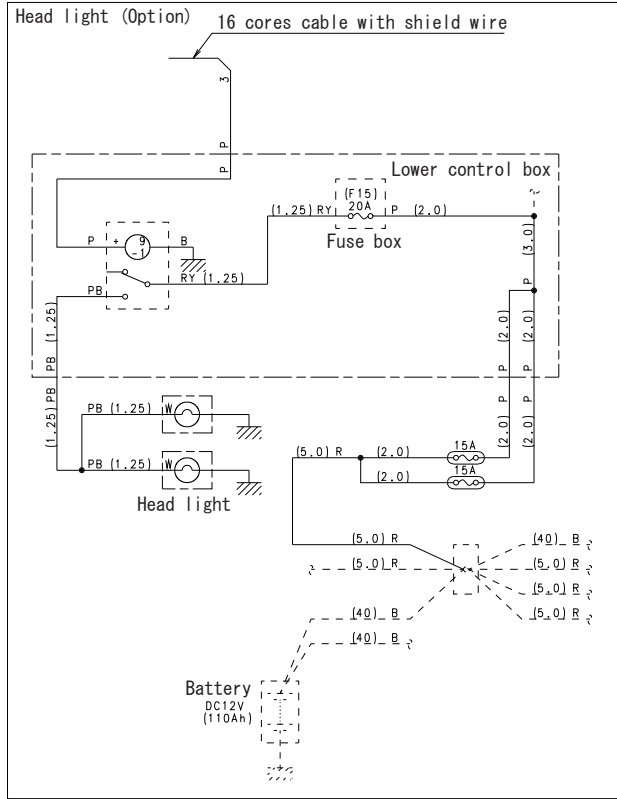 Head light (Option)
16 cores cable with shield wire
3
P
P
Lower control box
(F15)
20A
(1.25) RY
P (2.0)
Fuse box
(3.0)
P + 9 B
-1
RY (1.25)
PB
P
(1.25)
(2.0)
(2.0)
PB
P
P
PB
P
P
(1.25)
(2.0)
(2.0)
PB (1.25) W
PB (1.25) W
Head light
15A
(5.0) R (2.0)
15A
(2.0)
(5.0) R
(40) B
(5.0) R
(5.0) R
(5.0) R
(40) B
(5.0) R
(40) B
Battery
DC12V
(110Ah)